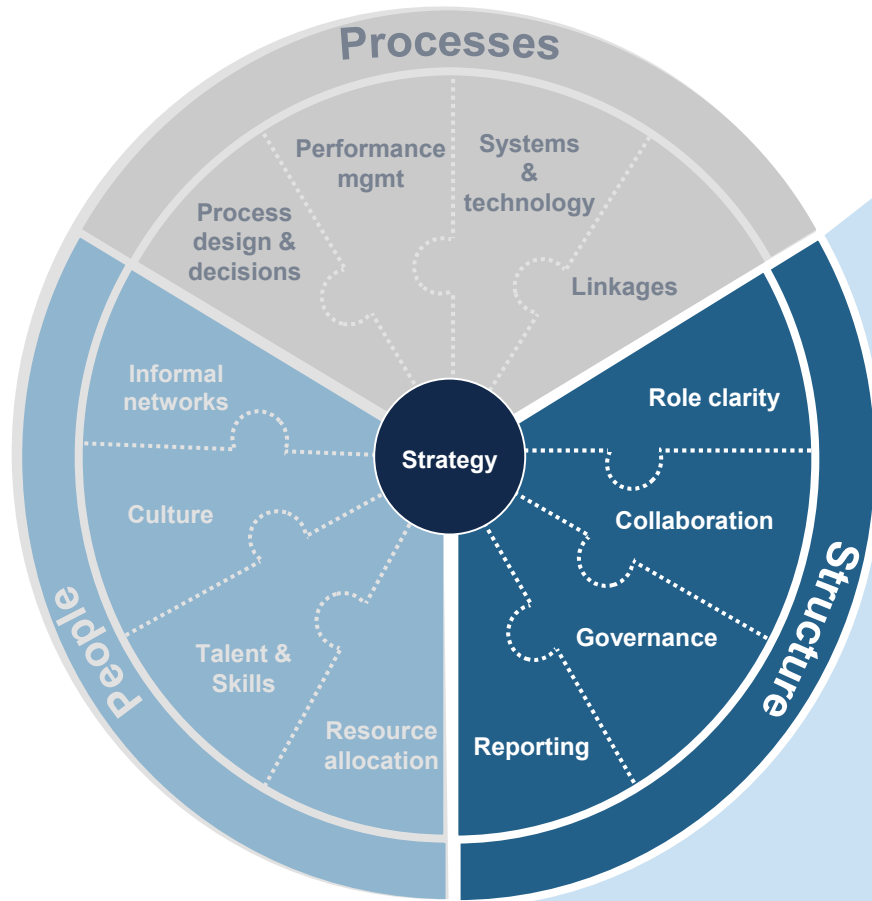 Processes
Performance
mgmt
Systems
&
technology
Process
design &
decisions
Linkages
Informal
networks
Role clarity
Strategy
Culture
Collaboration
Structure
People
Talent &
Skills
Governance
Resource
allocation
Reporting